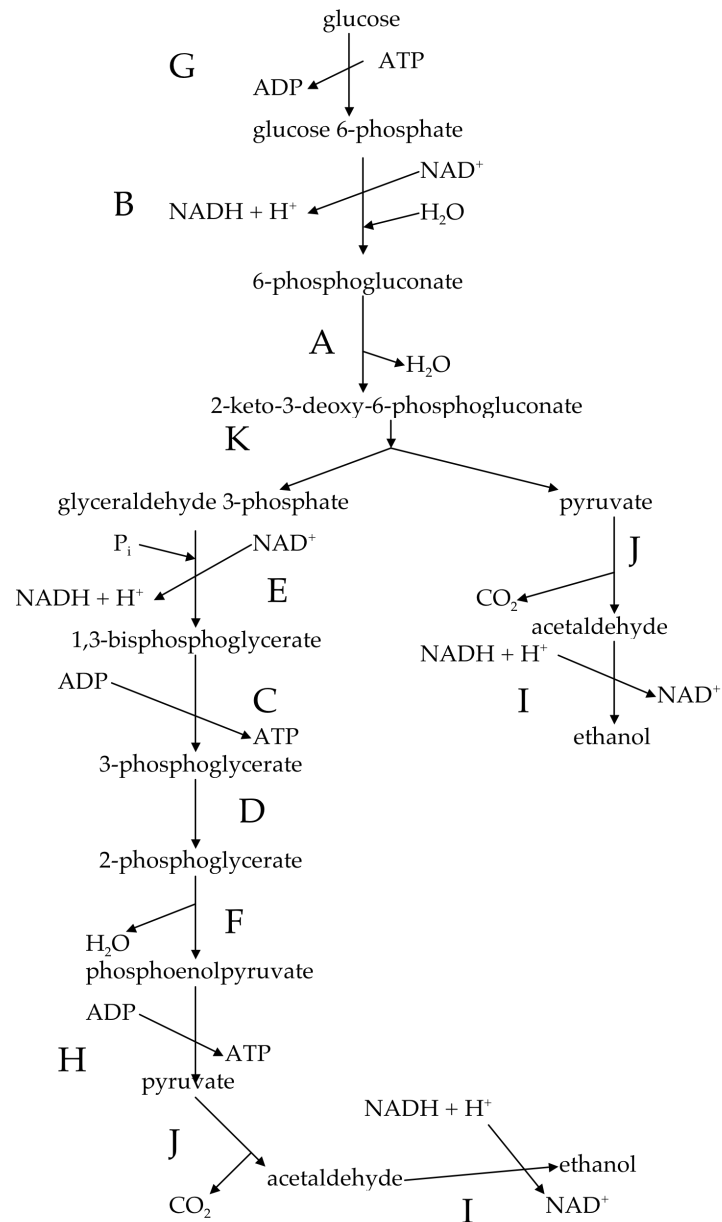 glucose
G
ATP
ADP
glucose 6-phosphate
NAD⁺
B
NADH + H⁺
H₂O
6-phosphogluconate
A
H₂O
2-keto-3-deoxy-6-phosphogluconate
K
glyceraldehyde 3-phosphate
pyruvate
Pᵢ
NAD⁺
J
NADH + H⁺
E
CO₂
acetaldehyde
1,3-bisphosphoglycerate
NADH + H⁺
ADP
C
I
NAD⁺
ATP
ethanol
3-phosphoglycerate
D
2-phosphoglycerate
F
H₂O
phosphoenolpyruvate
ADP
ATP
H
pyruvate
NADH + H⁺
J
ethanol
acetaldehyde
CO₂
I
NAD⁺